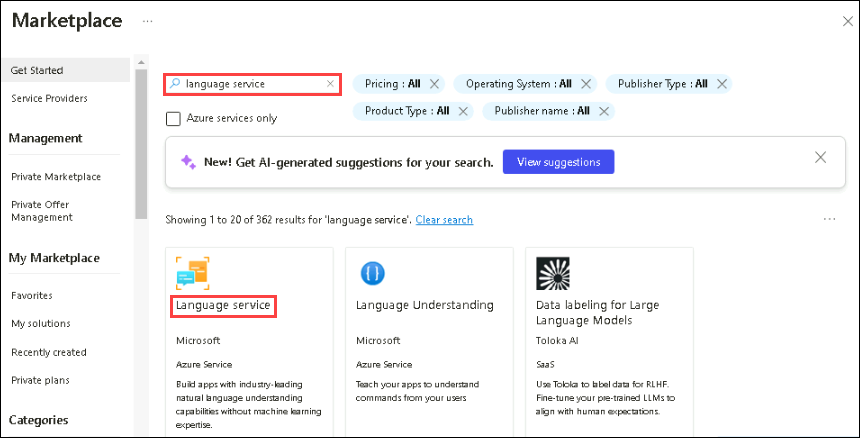 Marketplace ...
Get Started
Service Providers
Management
Private Marketplace
Private Offer
Management
My Marketplace
Favorites
My solutions
Recently created
Private plans
Categories
language service
Pricing : All
Operating System : All
Publisher Type : All
Product Type : All
Publisher name : All
Azure services only
New! Get AI-generated suggestions for your search.
View suggestions
Showing 1 to 20 of 362 results for 'language service'. Clear search
...
Language service
Microsoft
Azure Service
Build apps with industry-leading
natural language understanding
capabilities without machine learning
expertise.
Language Understanding
Microsoft
Azure Service
Teach your apps to understand
commands from your users
Data labeling for Large
Language Models
Toloka AI
SaaS
Use Toloka to label data for RLHF.
Fine-tune your pre-trained LLMs to
align with human expectations.